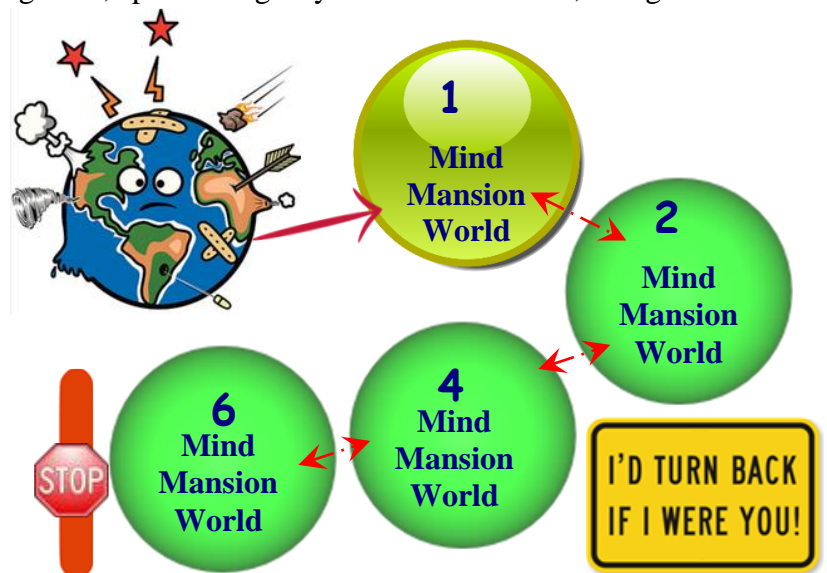 1
Mind
Mansion
World
2
Mind
Mansion
World
4
Mind
Mansion
World
6
Mind
Mansion
World
STOP
I'D TURN BACK
IF I WERE YOU!